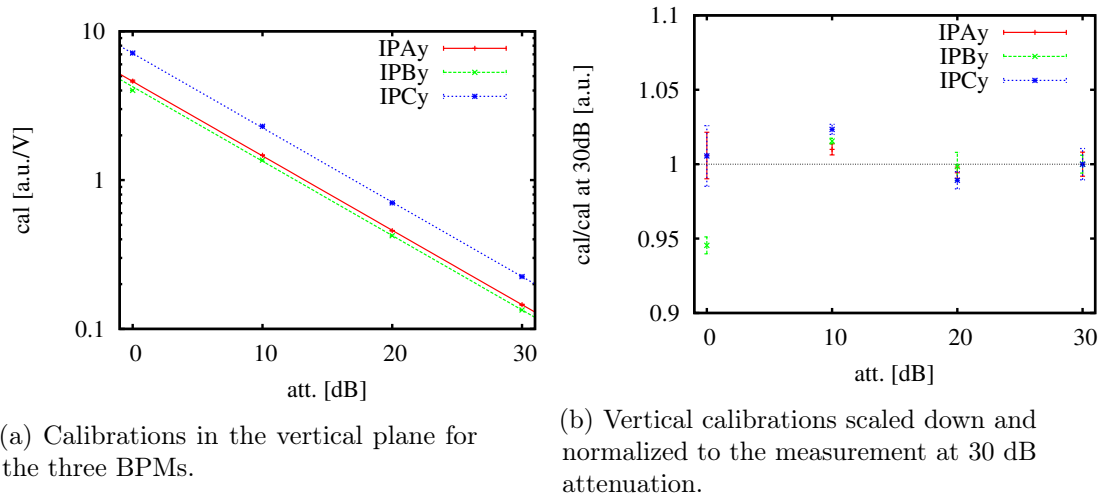 10
1
0.1
0
10
20
30
cal [a.u./V]
att. [dB]
IPAy
IPBy
IPCy
(a) Calibrations in the vertical plane for
the three BPMs.
1.1
1.05
1
0.95
0.9
0
10
20
30
cal/cal at 30dB [a.u.]
att. [dB]
IPAy
IPBy
IPCy
(b) Vertical calibrations scaled down and
normalized to the measurement at 30 dB
attenuation.